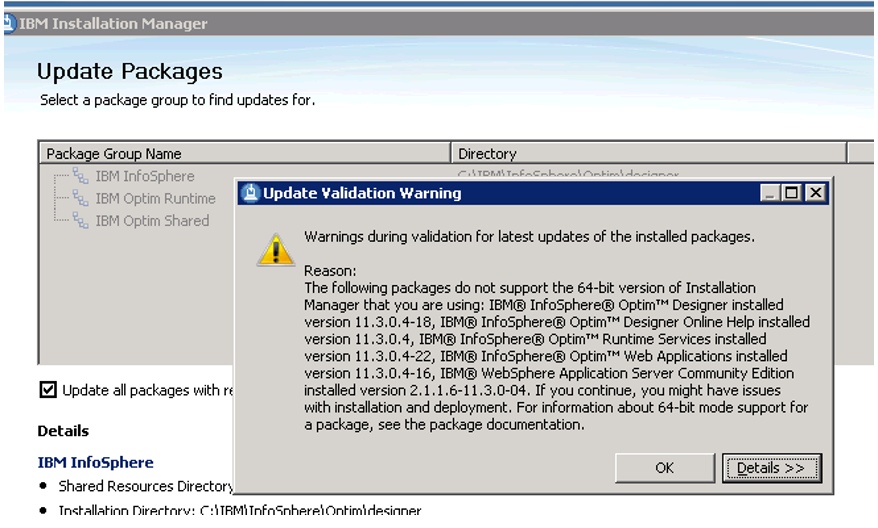 IBM Installation Manager
Update Packages
Select a package group to find updates for.
Package Group Name Directory
IBM InfoSphere C:\IBM\InfoSphere\Optim\designer
IBM Optim Runtime
IBM Optim Shared
Update Validation Warning
Warnings during validation for latest updates of the installed packages.
Reason:
The following packages do not support the 64-bit version of Installation
Manager that you are using: IBM® InfoSphere® Optim™ Designer installed
version 11.3.0.4-18, IBM® InfoSphere® Optim™ Designer Online Help installed
version 11.3.0.4, IBM® InfoSphere® Optim™ Runtime Services installed
version 11.3.0.4-22, IBM® InfoSphere® Optim™ Web Applications installed
version 11.3.0.4-16, IBM® WebSphere Application Server Community Edition
installed version 2.1.1.6-11.3.0-04. If you continue, you might have issues
with installation and deployment. For information about 64-bit mode support for
a package, see the package documentation.
OK Details >>
Update all packages with re
Details
IBM InfoSphere
Shared Resources Directory
Installation Directory: C:\IBM\InfoSphere\Optim\designer